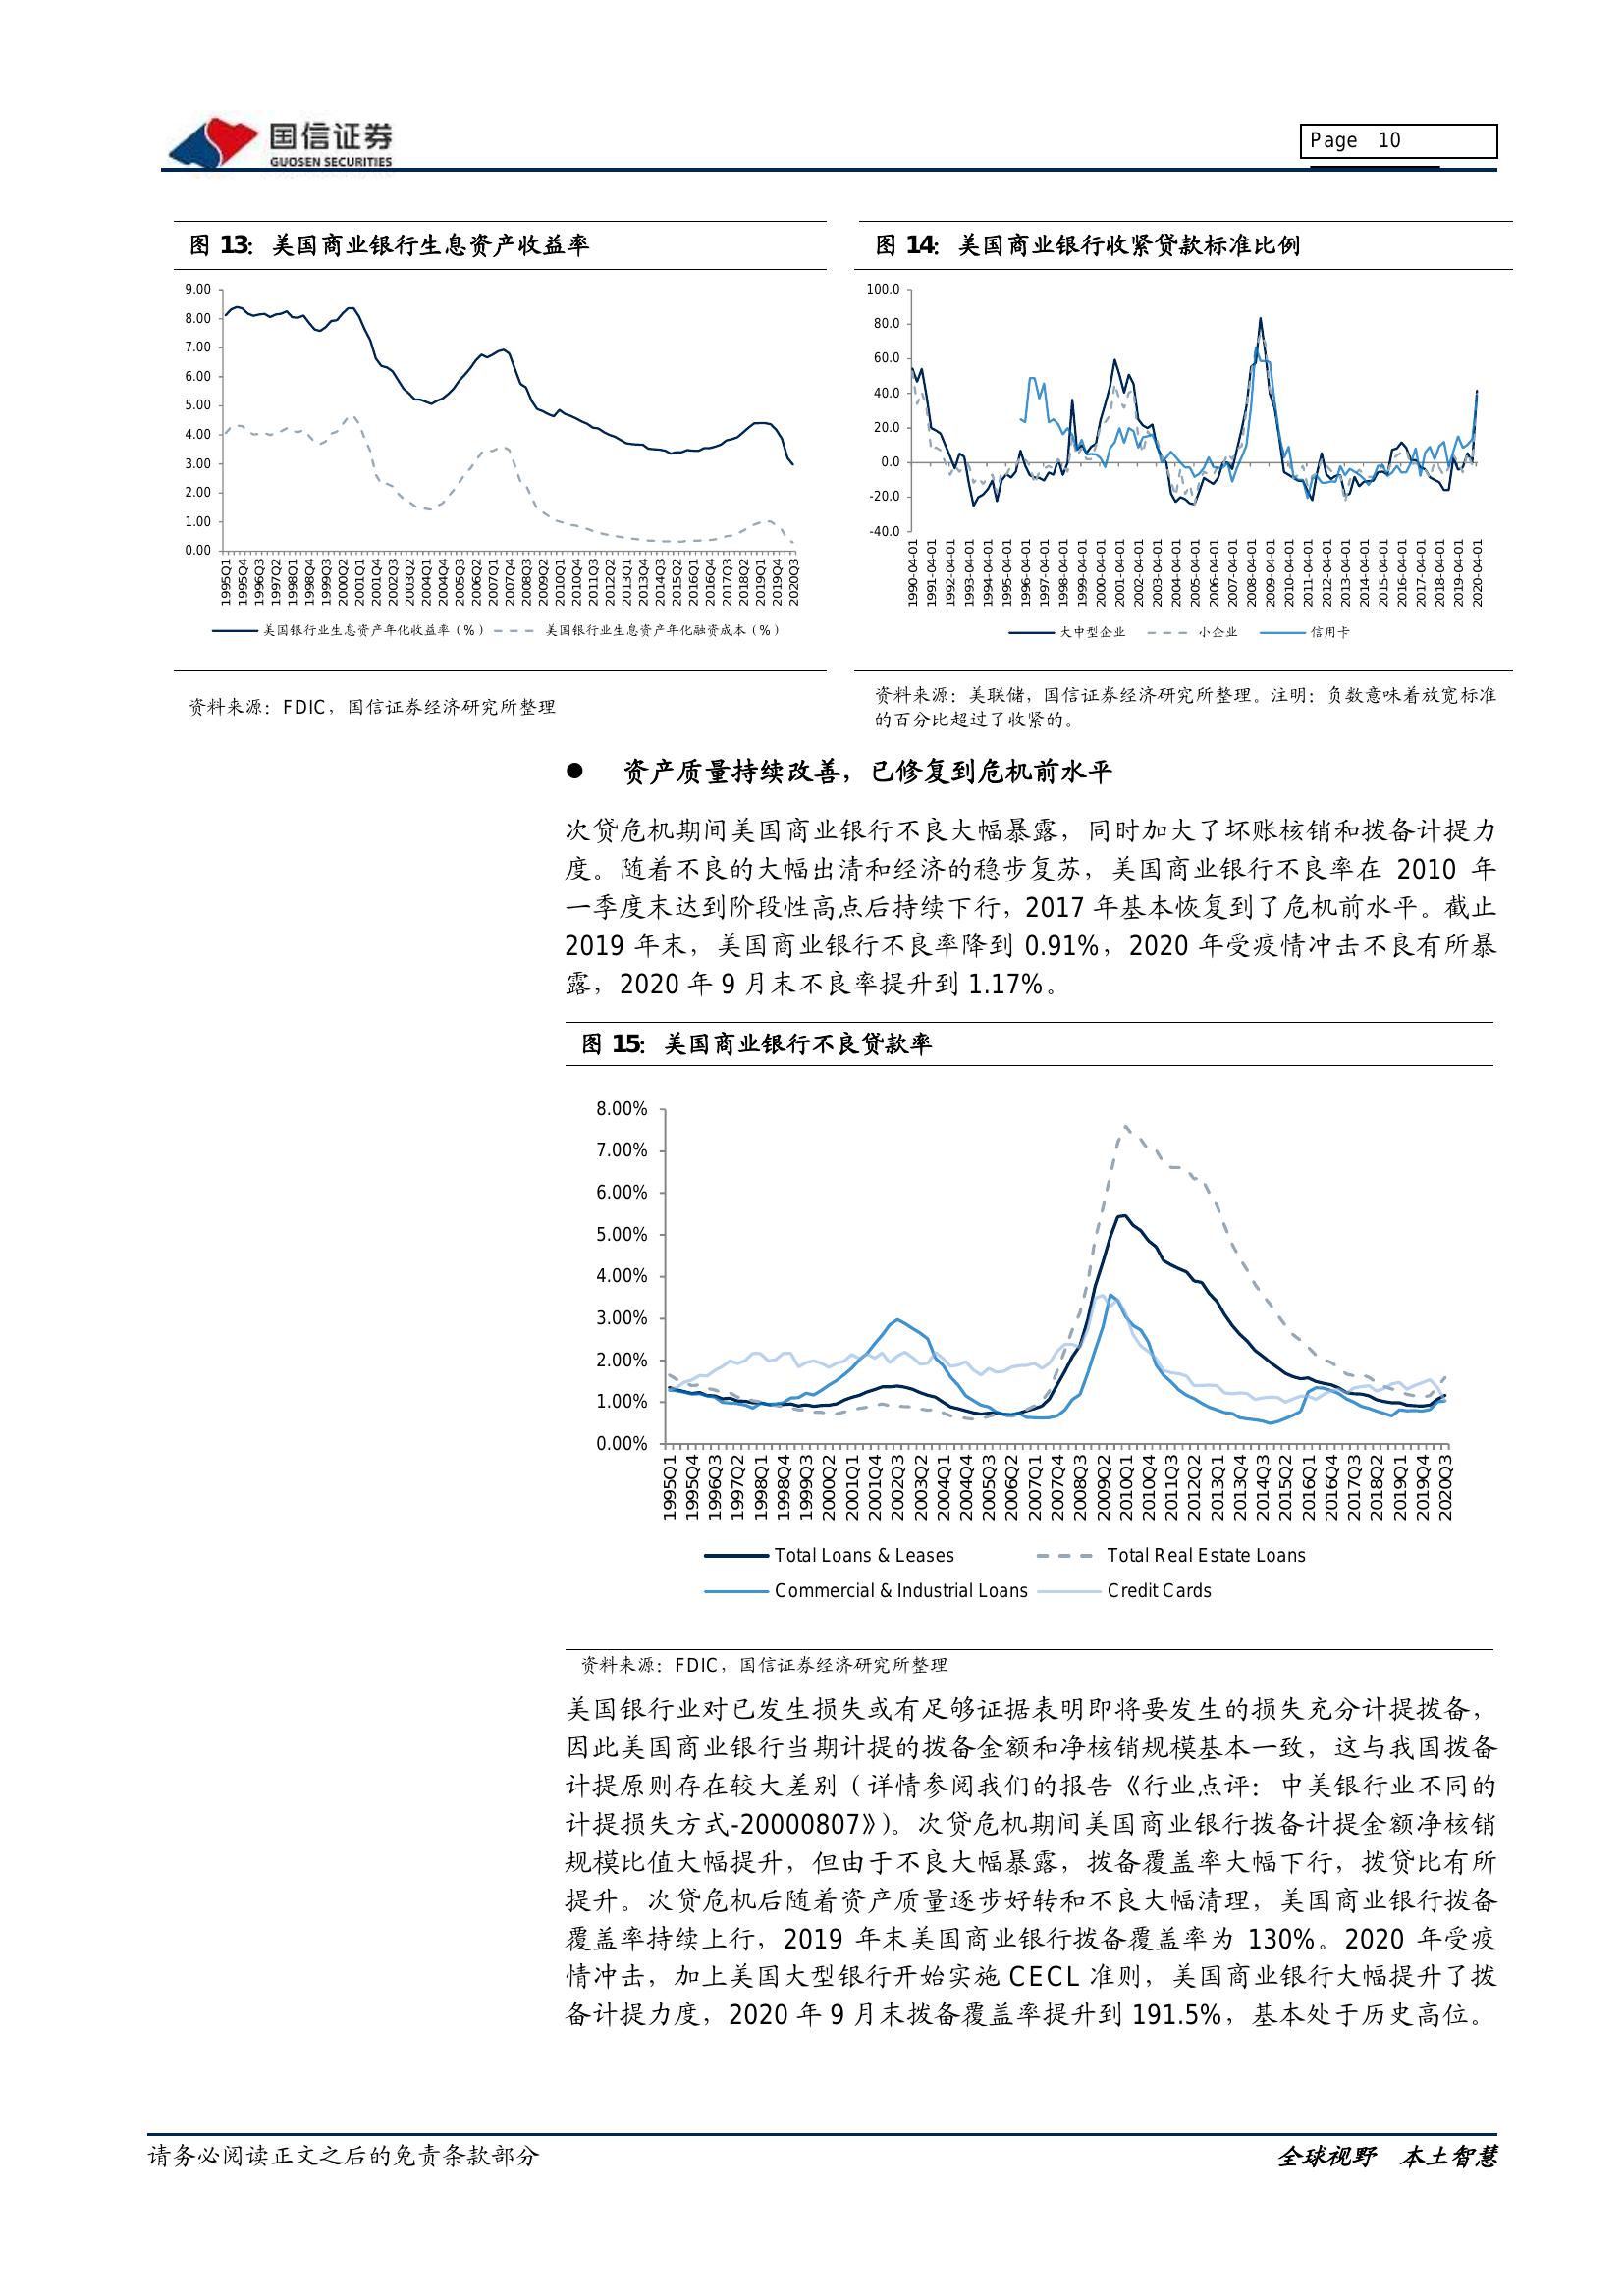 国信证券
GUOSEN SECURITIES
Page 10
图 13：美国商业银行生息资产收益率
9.00
8.00
7.00
6.00
5.00
4.00
3.00
2.00
1.00
0.00
1995Q1 1995Q4 1996Q3 1997Q2 1998Q1 1998Q4 1999Q3 2000Q2 2001Q1 2001Q4 2002Q3 2003Q2 2004Q1 2004Q4 2005Q3 2006Q2 2007Q1 2007Q4 2008Q3 2009Q2 2010Q1 2010Q4 2011Q3 2012Q2 2013Q1 2013Q4 2014Q3 2015Q2 2016Q1 2016Q4 2017Q3 2018Q2 2019Q1 2019Q4 2020Q3
美国银行业生息资产年化收益率（%） 美国银行业生息资产年化融资成本（%）
资料来源：FDIC，国信证券经济研究所整理
图 14：美国商业银行收紧贷款标准比例
100.0
80.0
60.0
40.0
20.0
0.0
-20.0
-40.0
1990-04-01 1991-04-01 1992-04-01 1993-04-01 1994-04-01 1995-04-01 1996-04-01 1997-04-01 1998-04-01 1999-04-01 2000-04-01 2001-04-01 2002-04-01 2003-04-01 2004-04-01 2005-04-01 2006-04-01 2007-04-01 2008-04-01 2009-04-01 2010-04-01 2011-04-01 2012-04-01 2013-04-01 2014-04-01 2015-04-01 2016-04-01 2017-04-01 2018-04-01 2019-04-01 2020-04-01
大中型企业 小企业 信用卡
资料来源：美联储，国信证券经济研究所整理。注明：负数意味着放宽标准
的百分比超过了收紧的。
● 资产质量持续改善，已修复到危机前水平
次贷危机期间美国商业银行不良大幅暴露，同时加大了坏账核销和拨备计提力
度。随着不良的大幅出清和经济的稳步复苏，美国商业银行不良率在 2010 年
一季度末达到阶段性高点后持续下行，2017 年基本恢复到了危机前水平。截止
2019 年末，美国商业银行不良率降到 0.91%，2020 年受疫情冲击不良有所暴
露，2020 年 9 月末不良率提升到 1.17%。
图 15：美国商业银行不良贷款率
8.00%
7.00%
6.00%
5.00%
4.00%
3.00%
2.00%
1.00%
0.00%
1995Q1 1995Q4 1996Q3 1997Q2 1998Q1 1998Q4 1999Q3 2000Q2 2001Q1 2001Q4 2002Q3 2003Q2 2004Q1 2004Q4 2005Q3 2006Q2 2007Q1 2007Q4 2008Q3 2009Q2 2010Q1 2010Q4 2011Q3 2012Q2 2013Q1 2013Q4 2014Q3 2015Q2 2016Q1 2016Q4 2017Q3 2018Q2 2019Q1 2019Q4 2020Q3
Total Loans & Leases Total Real Estate Loans
Commercial & Industrial Loans Credit Cards
资料来源：FDIC，国信证券经济研究所整理
美国银行业对已发生损失或有足够证据表明即将要发生的损失充分计提拨备，
因此美国商业银行当期计提的拨备金额和净核销规模基本一致，这与我国拨备
计提原则存在较大差别（详情参阅我们的报告《行业点评：中美银行业不同的
计提损失方式-20000807》）。次贷危机期间美国商业银行拨备计提金额净核销
规模比值大幅提升，但由于不良大幅暴露，拨备覆盖率大幅下行，拨贷比有所
提升。次贷危机后随着资产质量逐步好转和不良大幅清理，美国商业银行拨备
覆盖率持续上行，2019 年末美国商业银行拨备覆盖率为 130%。2020 年受疫
情冲击，加上美国大型银行开始实施 CECL 准则，美国商业银行大幅提升了拨
备计提力度，2020 年 9 月末拨备覆盖率提升到 191.5%，基本处于历史高位。
请务必阅读正文之后的免责条款部分
全球视野 本土智慧